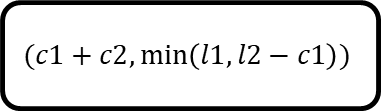 (c1 + c2, min(l1, l2 − c1))